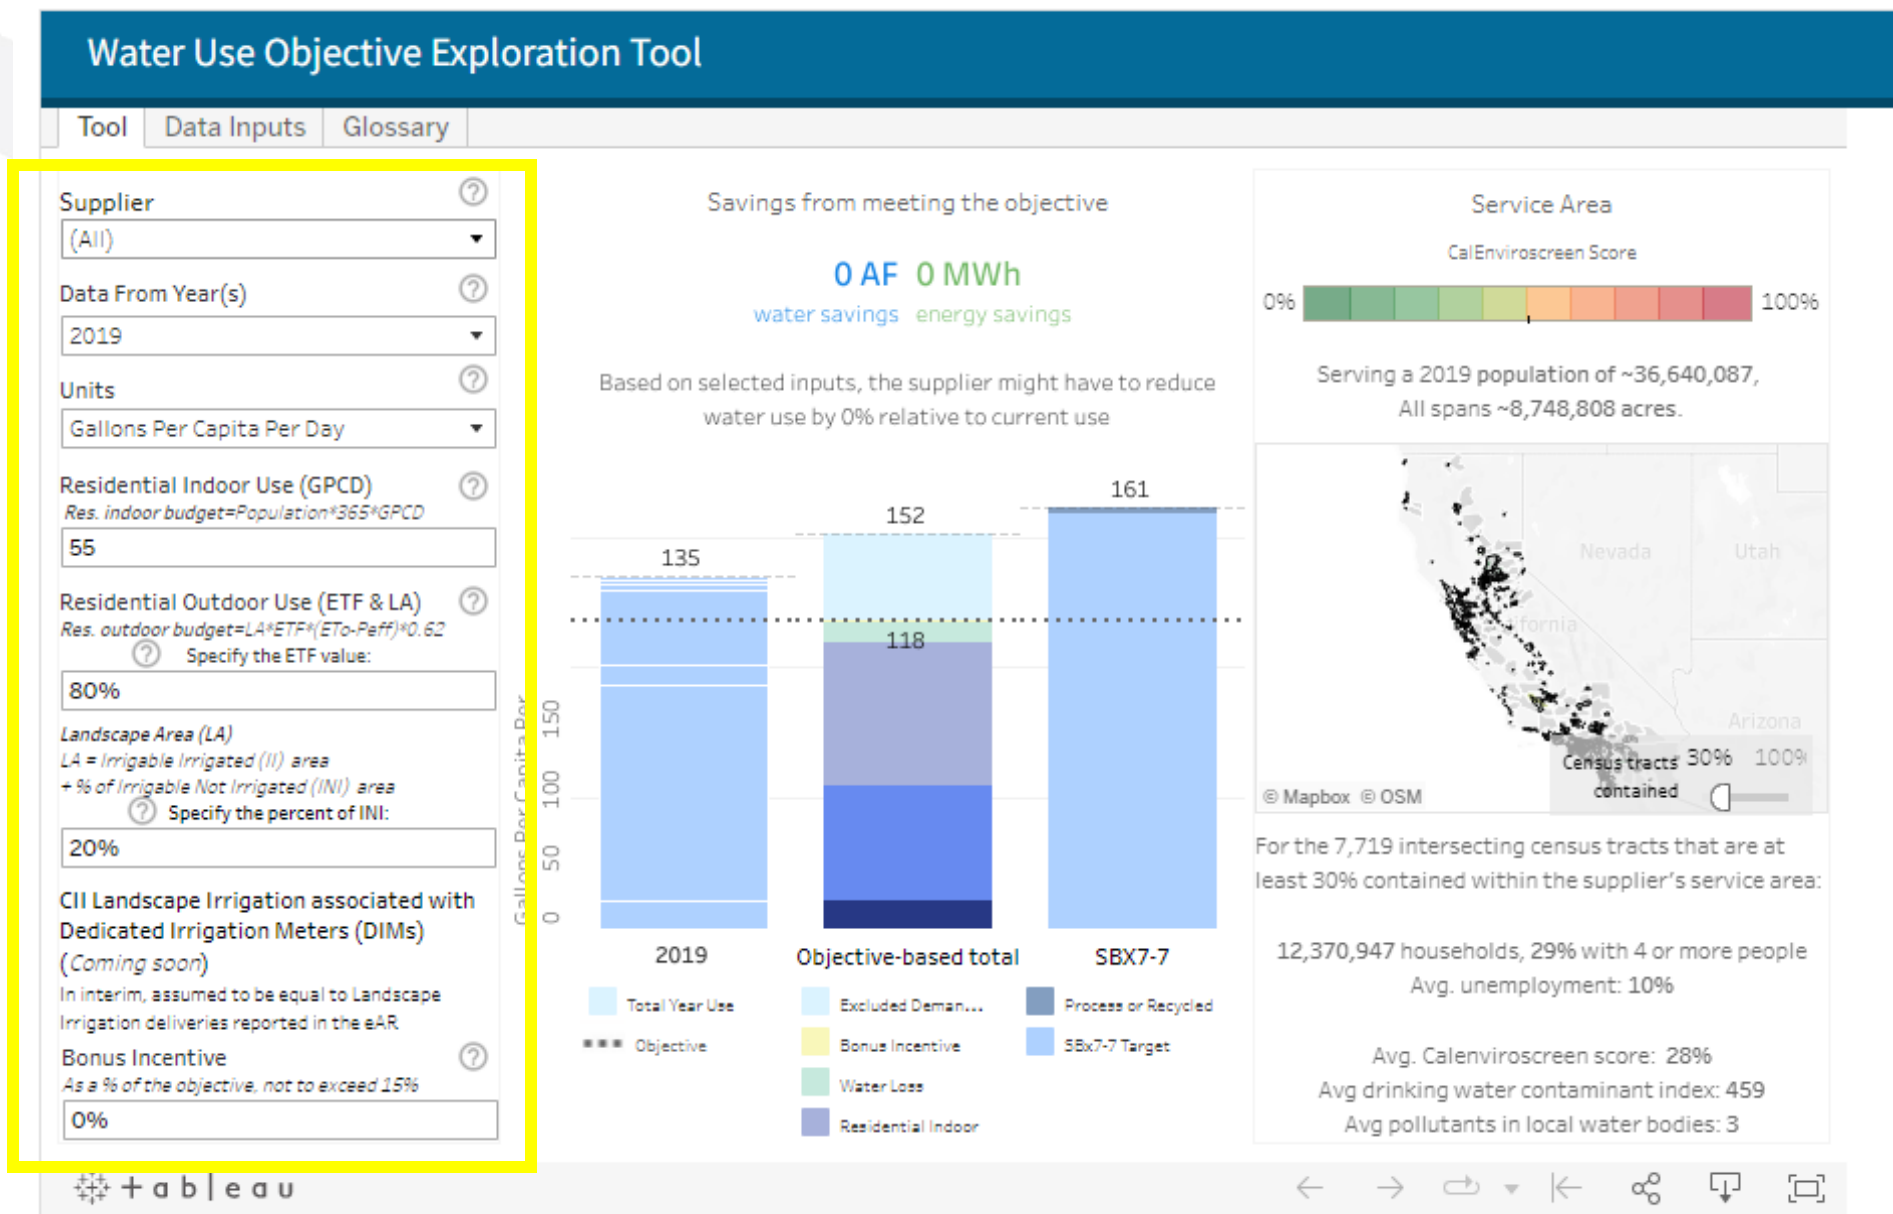 Water Use Objective Exploration Tool
Tool
Data Inputs
Glossary
Supplier
(All)
Data From Year(s)
2019
Units
Gallons Per Capita Per Day
Residential Indoor Use (GPCD)
Res. indoor budget=Population*365*GPCD
55
Residential Outdoor Use (ETF & LA)
Res. outdoor budget=LA*ETF*(ETo-Peff)*0.62
Specify the ETF value:
80%
Landscape Area (LA)
LA = Irrigable Irrigated (II) area
+ % of Irrigable Not Irrigated (INI) area
Specify the percent of INI:
20%
CII Landscape Irrigation associated with
Dedicated Irrigation Meters (DIMs)
(Coming soon)
In interim, assumed to be equal to Landscape
Irrigation deliveries reported in the eAR
Bonus Incentive
As a % of the objective, not to exceed 15%
0%
Savings from meeting the objective
0 AF 0 MWh
water savings energy savings
Based on selected inputs, the supplier might have to reduce
water use by 0% relative to current use
135
152
118
161
Gallons Per Capita Per
150
100
50
0
2019
Objective-based total
SBX7-7
Total Year Use
Objective
Excluded Deman...
Bonus Incentive
Water Loss
Residential Indoor
Process or Recycled
SBx7-7 Target
Service Area
CalEnviroscreen Score
0%
100%
Serving a 2019 population of ~36,640,087,
All spans ~8,748,808 acres.
Nevada
Utah
ifornia
Arizona
Census tracts
contained
30%
100%
© Mapbox © OSM
For the 7,719 intersecting census tracts that are at
least 30% contained within the supplier's service area:
12,370,947 households, 29% with 4 or more people
Avg. unemployment: 10%
Avg. Calenviroscreen score: 28%
Avg drinking water contaminant index: 459
Avg pollutants in local water bodies: 3
tableau